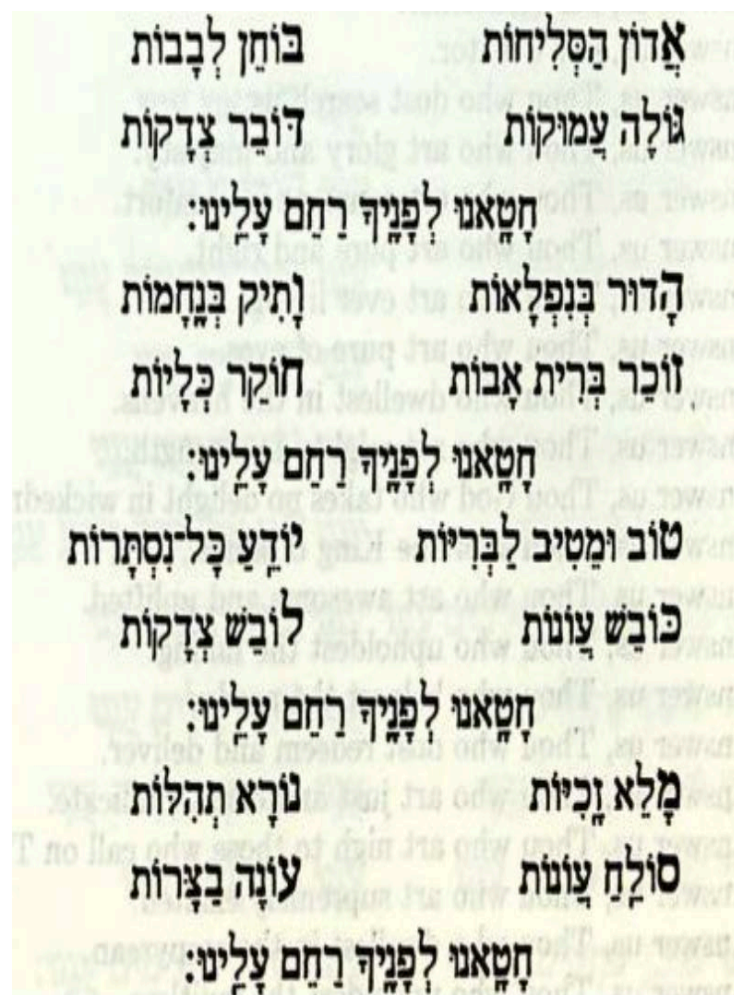 אֲדוֹן הַסְּלִיחוֹת בּוֹחֵן לְבָבוֹת
גּוֹלֶה עֲמוּקוֹת דּוֹבֵר צְדָקוֹת
חָטָאנוּ לְפָנֶיךָ רַחֵם עָלֵינוּ:
הָדוּר בְּנִפְלָאוֹת וָתִיק בְּנֶחָמוֹת
זוֹכֵר בְּרִית אָבוֹת חוֹקֵר כְּלָיוֹת
חָטָאנוּ לְפָנֶיךָ רַחֵם עָלֵינוּ:
טוֹב וּמֵטִיב לַבְּרִיּוֹת יוֹדֵעַ כָּל־נִסְתָּרוֹת
כּוֹבֵשׁ עֲוֹנוֹת לוֹבֵשׁ צְדָקוֹת
חָטָאנוּ לְפָנֶיךָ רַחֵם עָלֵינוּ:
מָלֵא זָכִיּוֹת נוֹרָא תְהִלּוֹת
סוֹלֵחַ עֲוֹנוֹת עוֹנֶה בַצָּרוֹת
חָטָאנוּ לְפָנֶיךָ רַחֵם עָלֵינוּ: